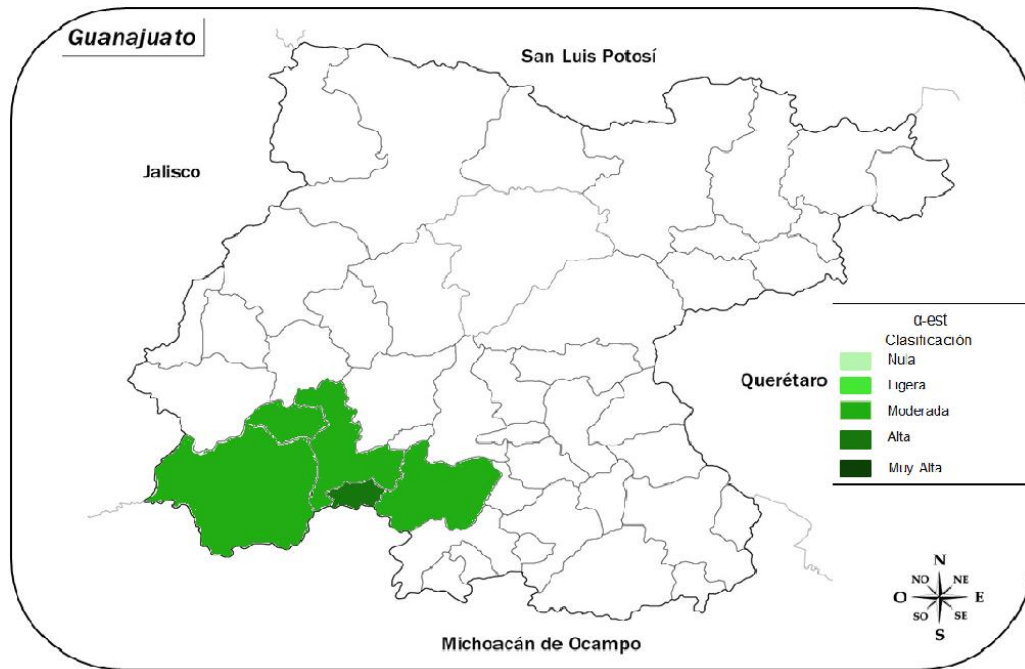 Guanajuato
San Luis Potosí
Jalisco
α-est
Clasificación
Nula
Ligera
Querétaro
Moderada
Alta
Muy Alta
N
NO NE
O E
SO SE
S
Michoacán de Ocampo